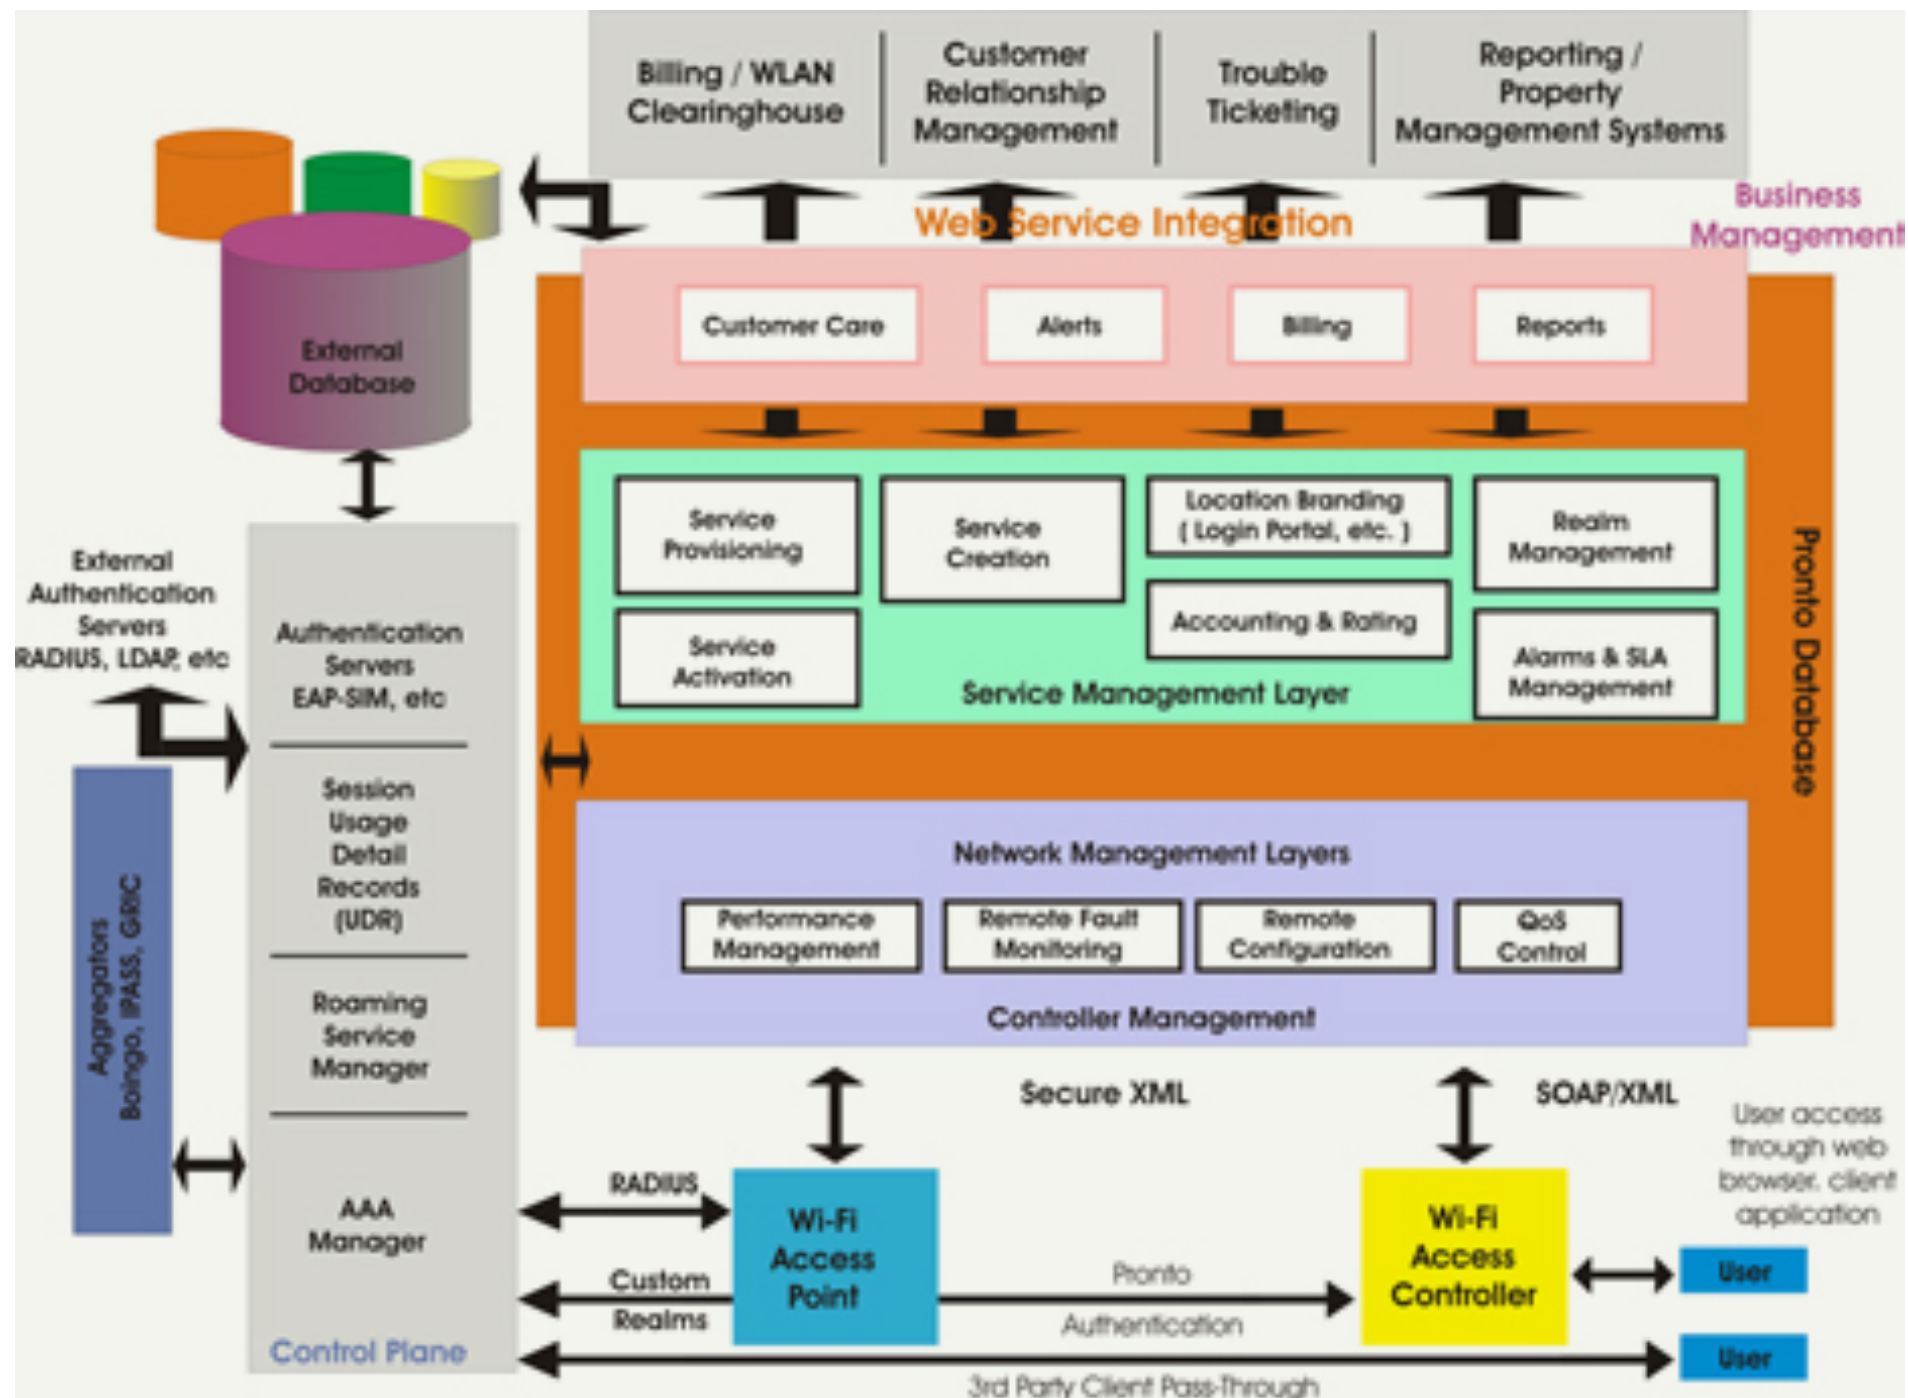 Billing / WLAN
Clearinghouse
Customer
Relationship
Management
Trouble
Ticketing
Reporting /
Property
Management Systems
Business
Management
Web Service Integration
Customer Care
Alerts
Billing
Reports
External
Database
Service
Provisioning
Service
Creation
Location Branding
( Login Portal, etc. )
Realm
Management
Service
Activation
Accounting & Rating
Alarms & SLA
Management
Service Management Layer
Pronto Database
External
Authentication
Servers
RADIUS, LDAP, etc
Authentication
Servers
EAP-SIM, etc
Session
Usage
Detail
Records
(UDR)
Roaming
Service
Manager
AAA
Manager
Control Plane
Aggregators
Boingo, IPASS, GRIC
Network Management Layers
Performance
Management
Remote Fault
Monitoring
Remote
Configuration
QoS
Control
Controller Management
Secure XML
SOAP/XML
User access
through web
browser, client
application
RADIUS
Custom
Realms
Wi-Fi
Access
Point
Pronto
Authentication
Wi-Fi
Access
Controller
User
User
3rd Party Client Pass-Through